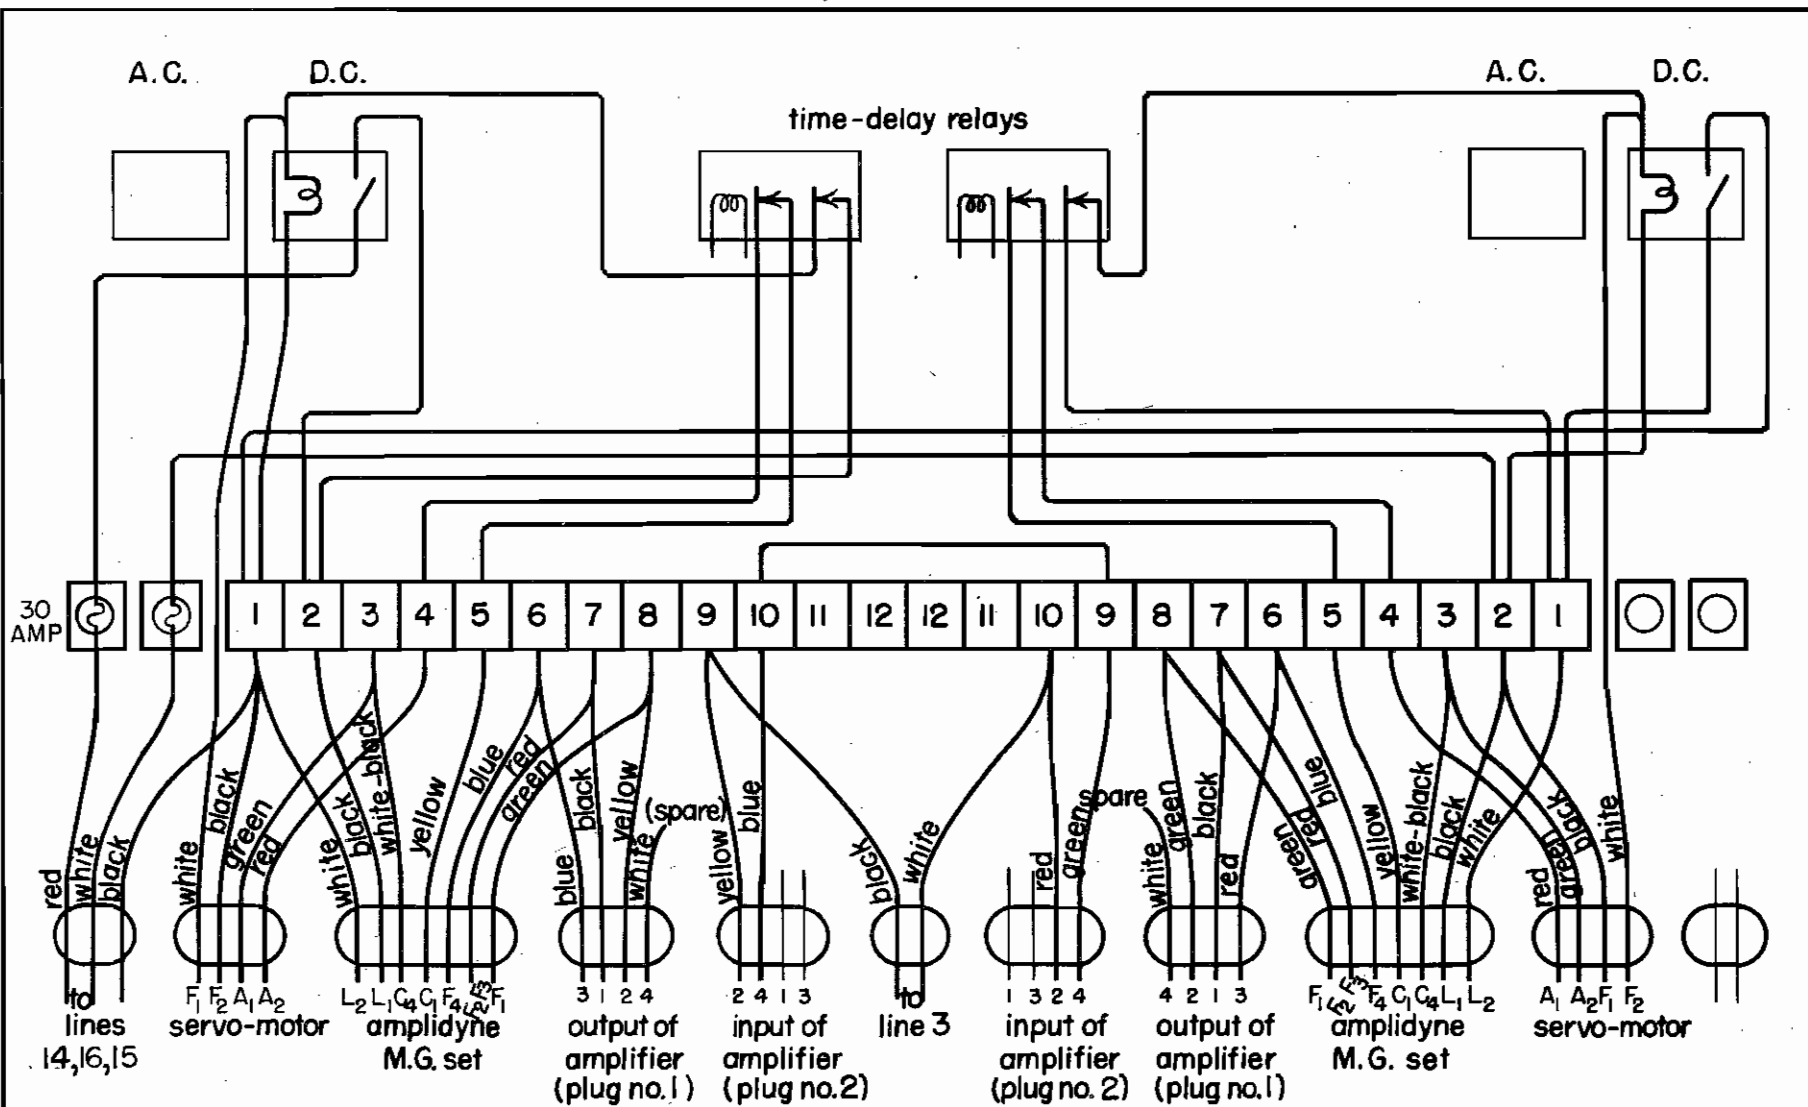 A.C. D.C. A.C. D.C.
time-delay relays
30
AMP
1 2 3 4 5 6 7 8 9 10 11 12 12 11 10 9 8 7 6 5 4 3 2 1
red
white
black
white
black
green
red
white
black
white-black
yellow
blue
red
green
blue
black
yellow
white
(spare)
yellow
blue
black
white
red
green
spare
white
green
black
red
green
red
blue
yellow
white-black
black
white
red
green
black
white
F1 F2 A1 A2
L2 L1 C4 C1 F4 F2 F3 F1
3 1 2 4
2 4 1 3
1 3 2 4
4 2 1 3
F1 F2 F3 F4 C1 C4 L1 L2
A1 A2 F1 F2
to
lines
14,16,15
servo-motor
amplidyne
M.G. set
output of
amplifier
(plug no.1)
input of
amplifier
(plug no.2)
to
line 3
input of
amplifier
(plug no. 2)
output of
amplifier
(plug no.1)
amplidyne
M.G. set
servo-motor